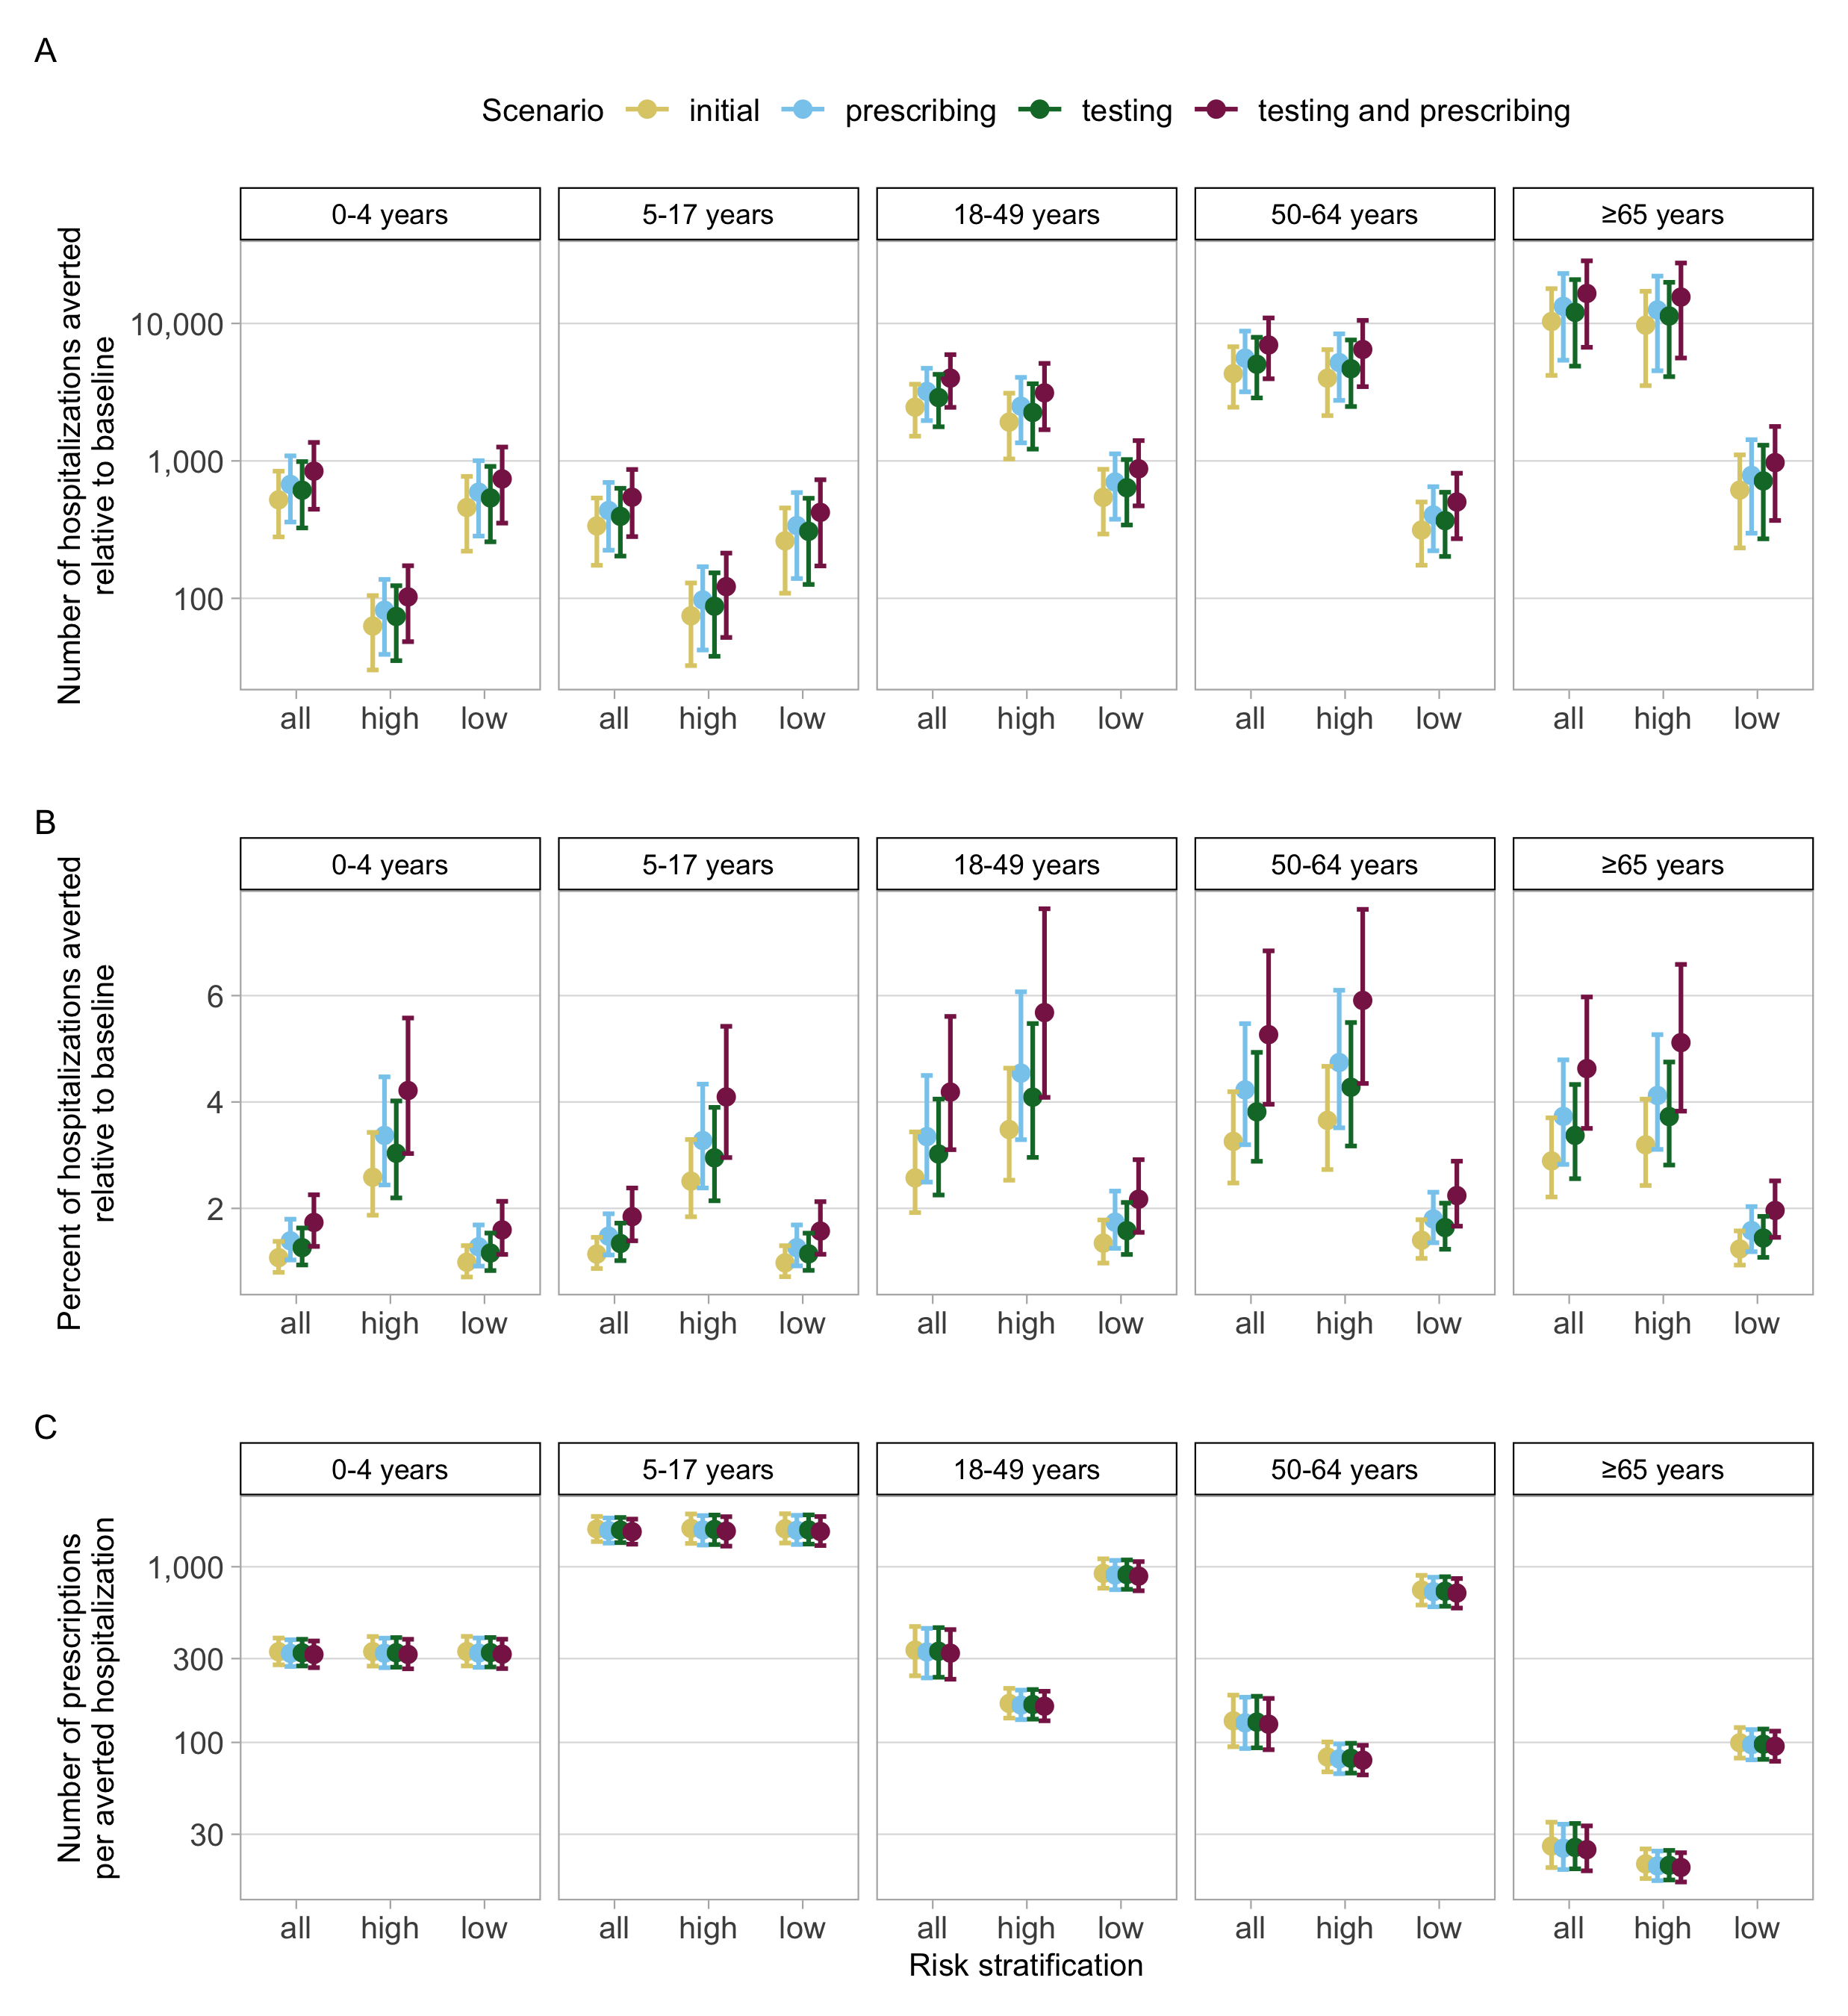 A
Scenario initial prescribing testing testing and prescribing
0-4 years 5-17 years 18-49 years 50-64 years ≥65 years
Number of hospitalizations averted
relative to baseline
10,000
1,000
100
all high low all high low all high low all high low all high low
B
0-4 years 5-17 years 18-49 years 50-64 years ≥65 years
Percent of hospitalizations averted
relative to baseline
6
4
2
all high low all high low all high low all high low all high low
C
0-4 years 5-17 years 18-49 years 50-64 years ≥65 years
Number of prescriptions
per averted hospitalization
1,000
300
100
30
all high low all high low all high low all high low all high low
Risk stratification